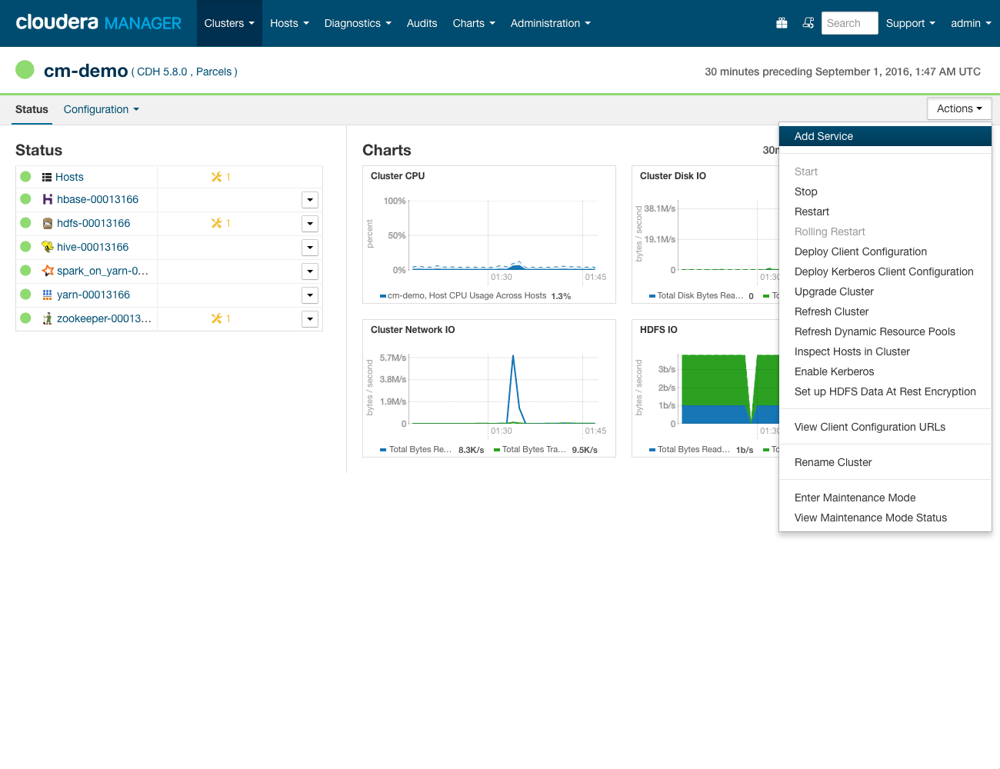 cloudera MANAGER Clusters Hosts Diagnostics Audits Charts Administration Search Support admin
cm-demo ( CDH 5.8.0 , Parcels ) 30 minutes preceding September 1, 2016, 1:47 AM UTC
Status Configuration Actions
Status
Hosts 1
hbase-00013166
hdfs-00013166 1
hive-00013166
spark_on_yarn-0...
yarn-00013166
zookeeper-00013... 1
Charts 30m
Cluster CPU
percent
100%
50%
0%
01:30 01:45
cm-demo, Host CPU Usage Across Hosts 1.3%
Cluster Disk IO
bytes / second
38.1M/s
19.1M/s
0
01:30
Total Disk Bytes Rea... 0 To
Cluster Network IO
bytes / second
5.7M/s
3.8M/s
1.9M/s
0
01:30 01:45
Total Bytes Re... 8.3K/s Total Bytes Tra... 9.5K/s
HDFS IO
bytes / second
3b/s
2b/s
1b/s
0
01:30
Total Bytes Read... 1b/s To
Add Service
Start
Stop
Restart
Rolling Restart
Deploy Client Configuration
Deploy Kerberos Client Configuration
Upgrade Cluster
Refresh Cluster
Refresh Dynamic Resource Pools
Inspect Hosts in Cluster
Enable Kerberos
Set up HDFS Data At Rest Encryption
View Client Configuration URLs
Rename Cluster
Enter Maintenance Mode
View Maintenance Mode Status